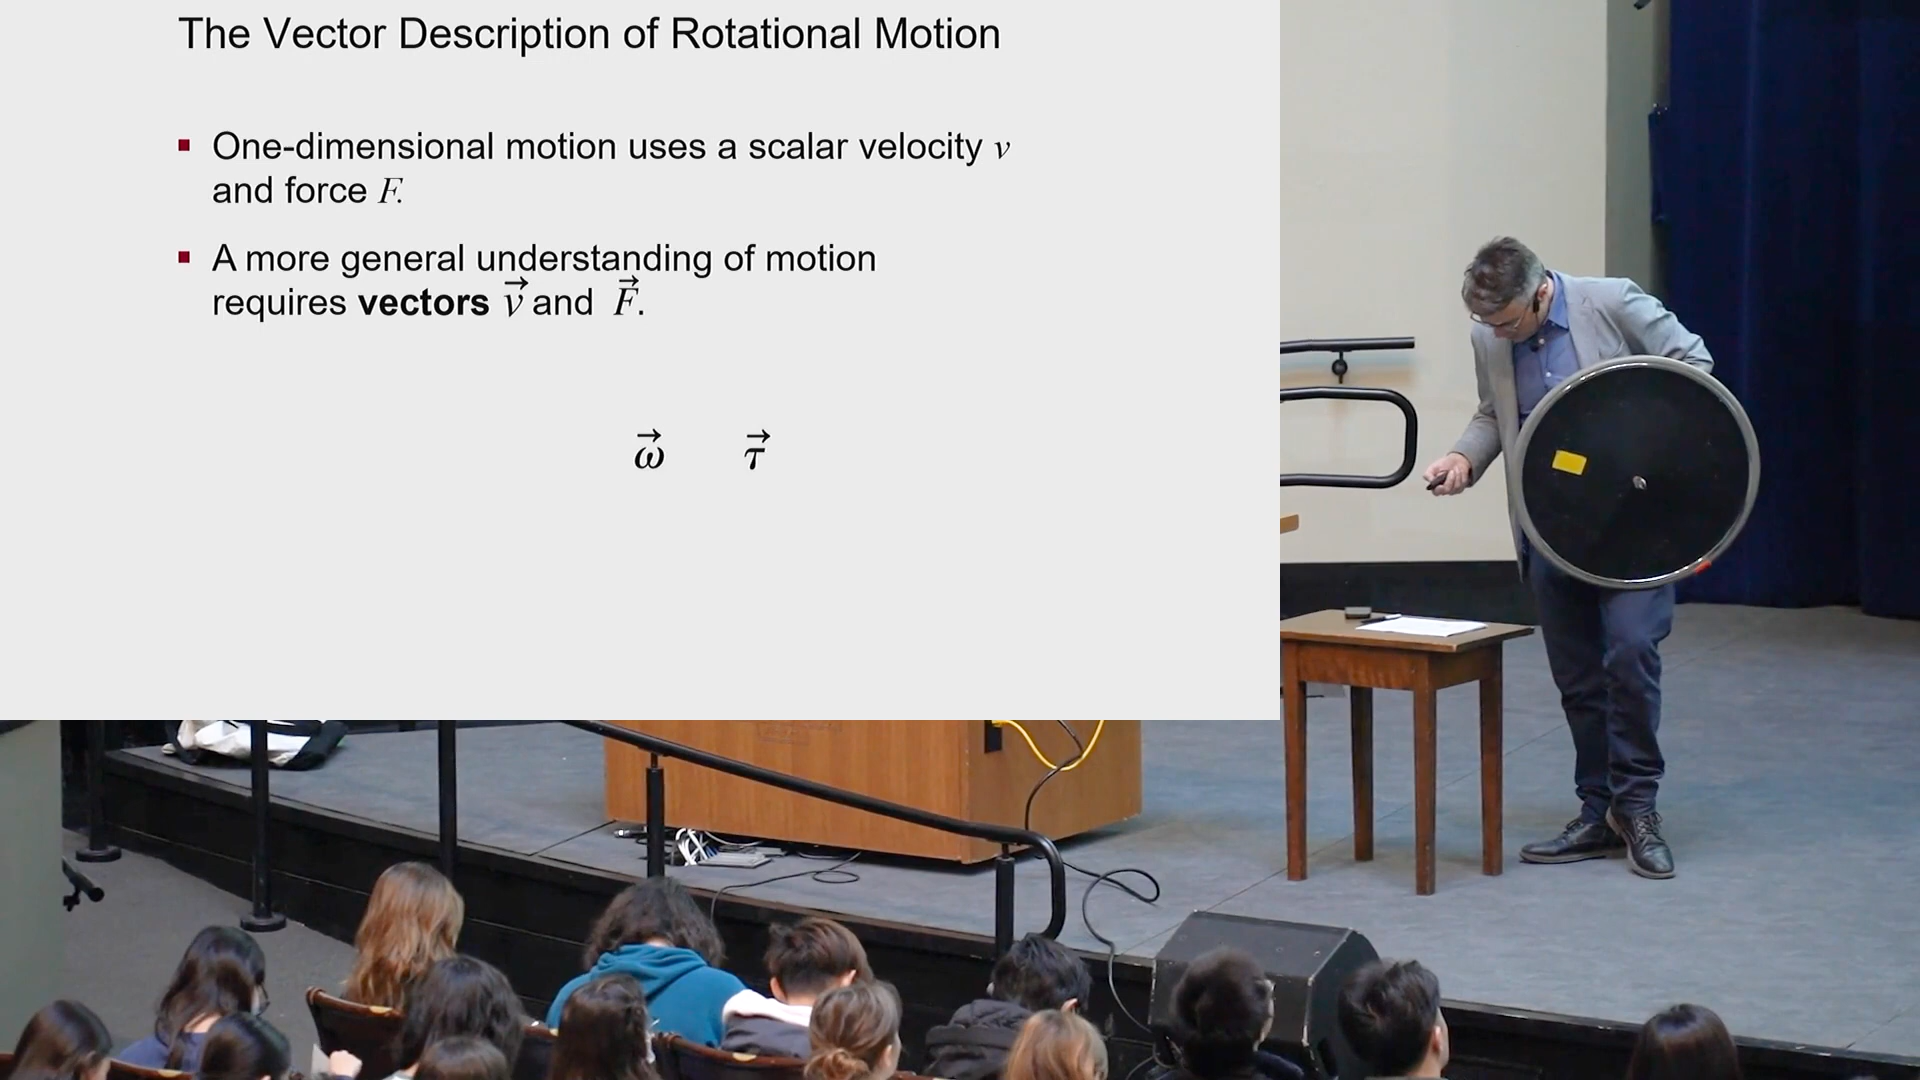 The Vector Description of Rotational Motion
One-dimensional motion uses a scalar velocity v
and force F.
A more general understanding of motion
requires vectors v⃗ and F⃗.
ω⃗ τ⃗